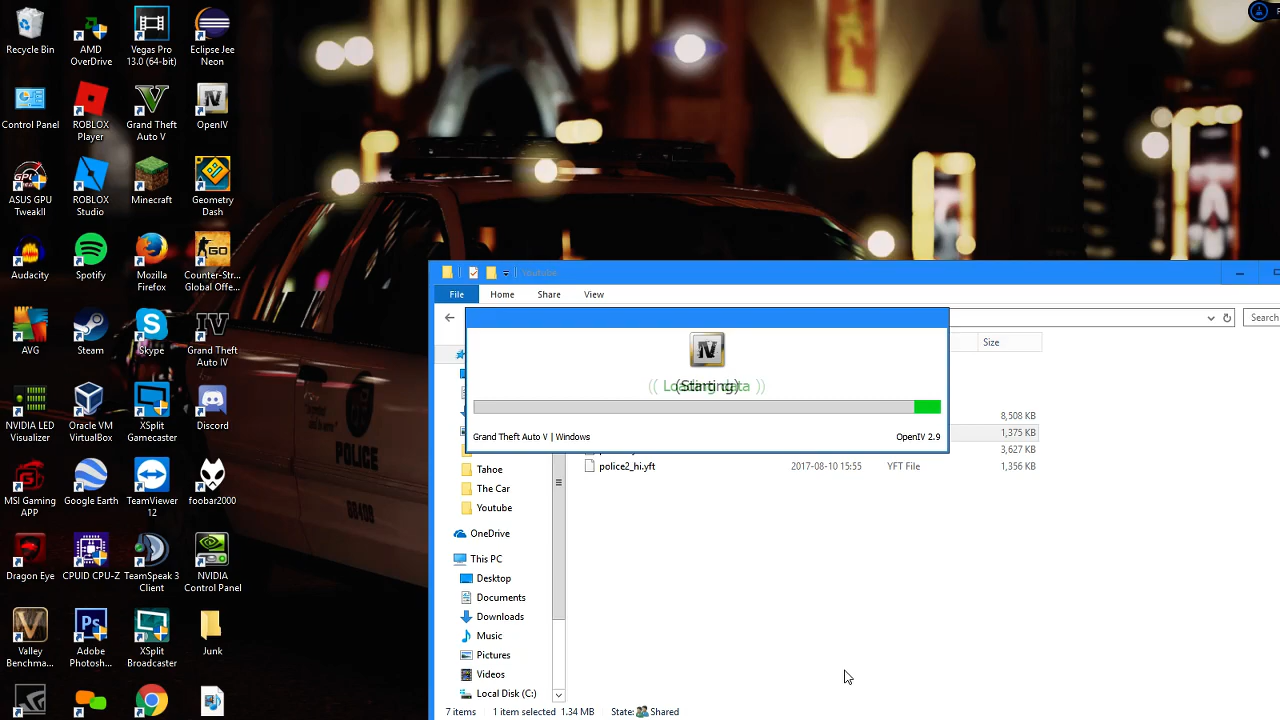 Recycle Bin
AMD
OverDrive
Vegas Pro
13.0 (64-bit)
Eclipse Jee
Neon
Control Panel
ROBLOX
Player
Grand Theft
Auto V
OpenIV
ASUS GPU
TweakII
ROBLOX
Studio
Minecraft
Geometry
Dash
Audacity
Spotify
Mozilla
Firefox
Counter-Str...
Global Offe...
AVG
Steam
Skype
Grand Theft
Auto IV
NVIDIA LED
Visualizer
Oracle VM
VirtualBox
XSplit
Gamecaster
Discord
MSI Gaming
APP
Google Earth
TeamViewer
12
foobar2000
Dragon Eye
CPUID CPU-Z
TeamSpeak 3
Client
NVIDIA
Control Panel
Valley
Benchma...
Adobe
Photosh...
XSplit
Broadcaster
Junk
POLICE
Youtube
File
Home
Share
View
Search
Size
(( Loading data ))
(Starting)
Grand Theft Auto V | Windows
OpenIV 2.9
8,508 KB
1,375 KB
3,627 KB
police2_hi.yft
2017-08-10 15:55
YFT File
1,356 KB
Tahoe
The Car
Youtube
OneDrive
This PC
Desktop
Documents
Downloads
Music
Pictures
Videos
Local Disk (C:)
7 items
1 item selected
1.34 MB
State:
Shared